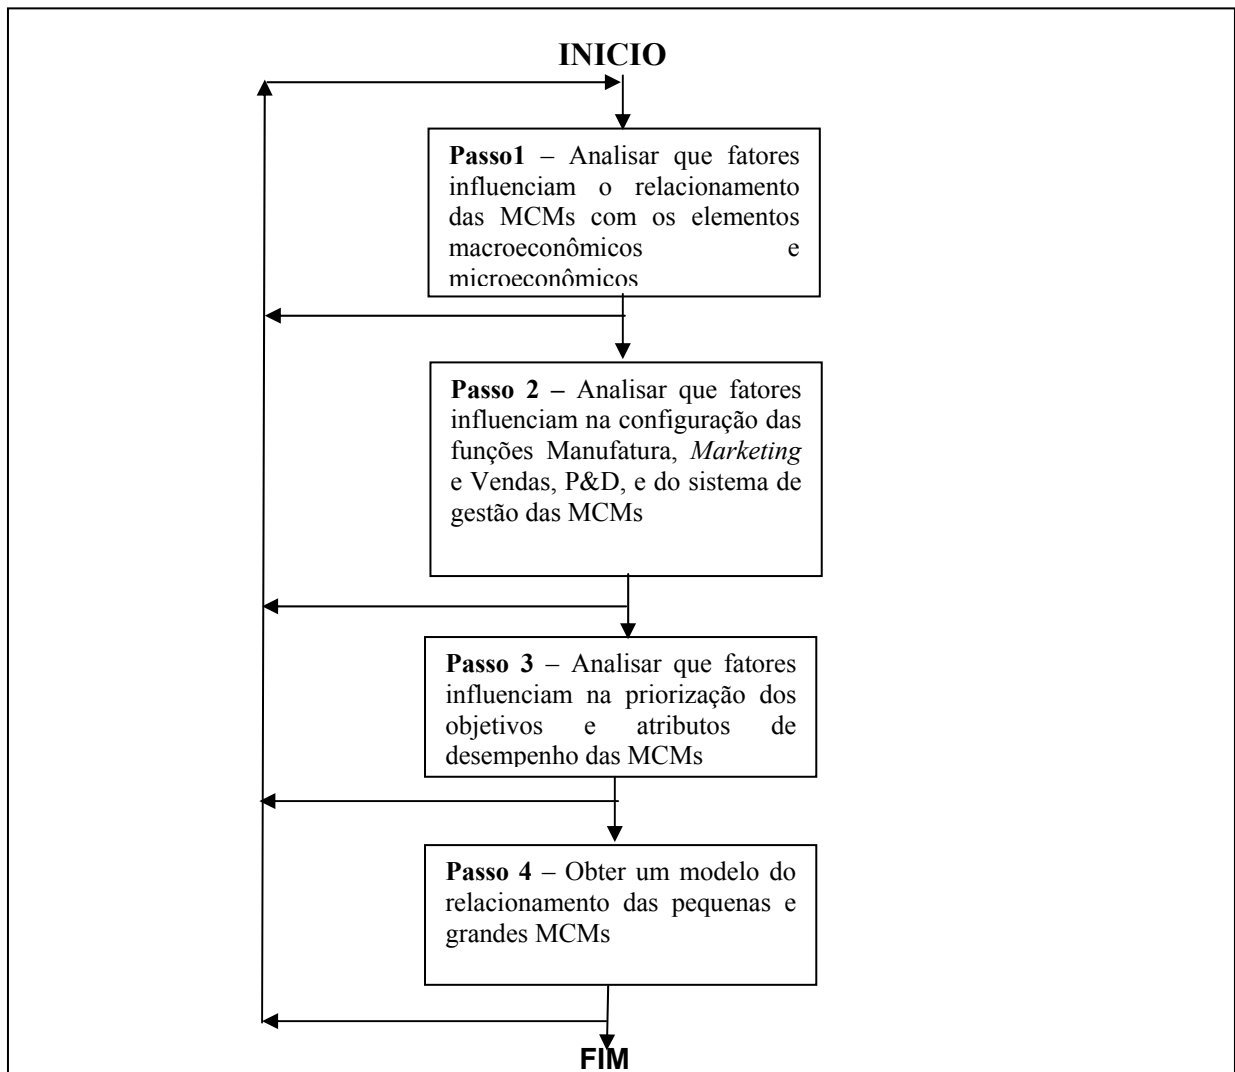 INICIO
Passo1 – Analisar que fatores
influenciam o relacionamento
das MCMs com os elementos
macroeconômicos e
microeconômicos
Passo 2 – Analisar que fatores
influenciam na configuração das
funções Manufatura, Marketing
e Vendas, P&D, e do sistema de
gestão das MCMs
Passo 3 – Analisar que fatores
influenciam na priorização dos
objetivos e atributos de
desempenho das MCMs
Passo 4 – Obter um modelo do
relacionamento das pequenas e
grandes MCMs
FIM